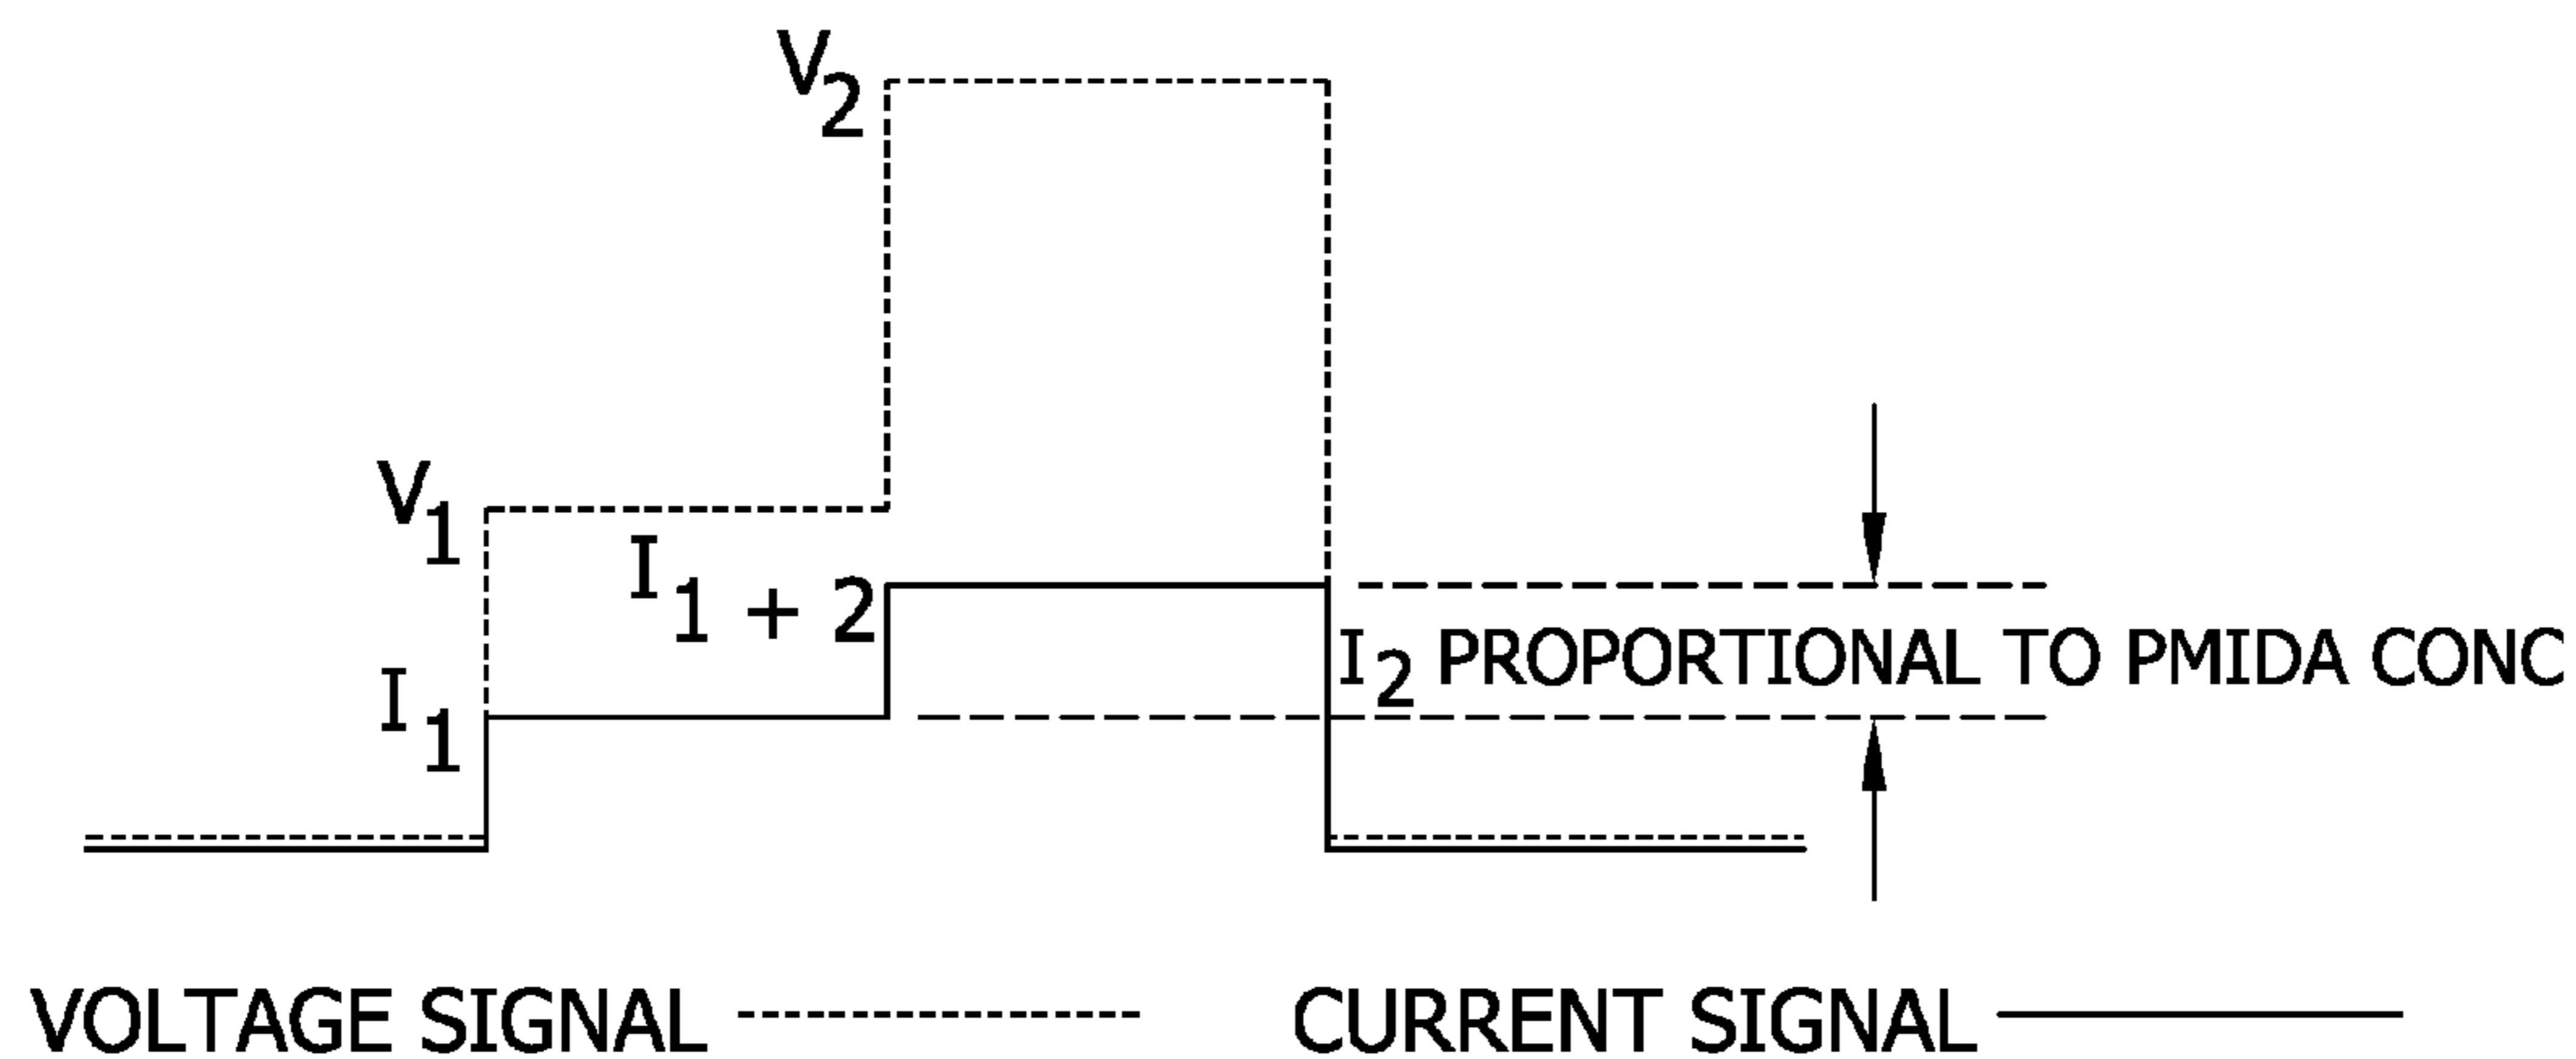 V2
V1
I1 + 2
I1
I2 PROPORTIONAL TO PMIDA CONC
VOLTAGE SIGNAL
CURRENT SIGNAL